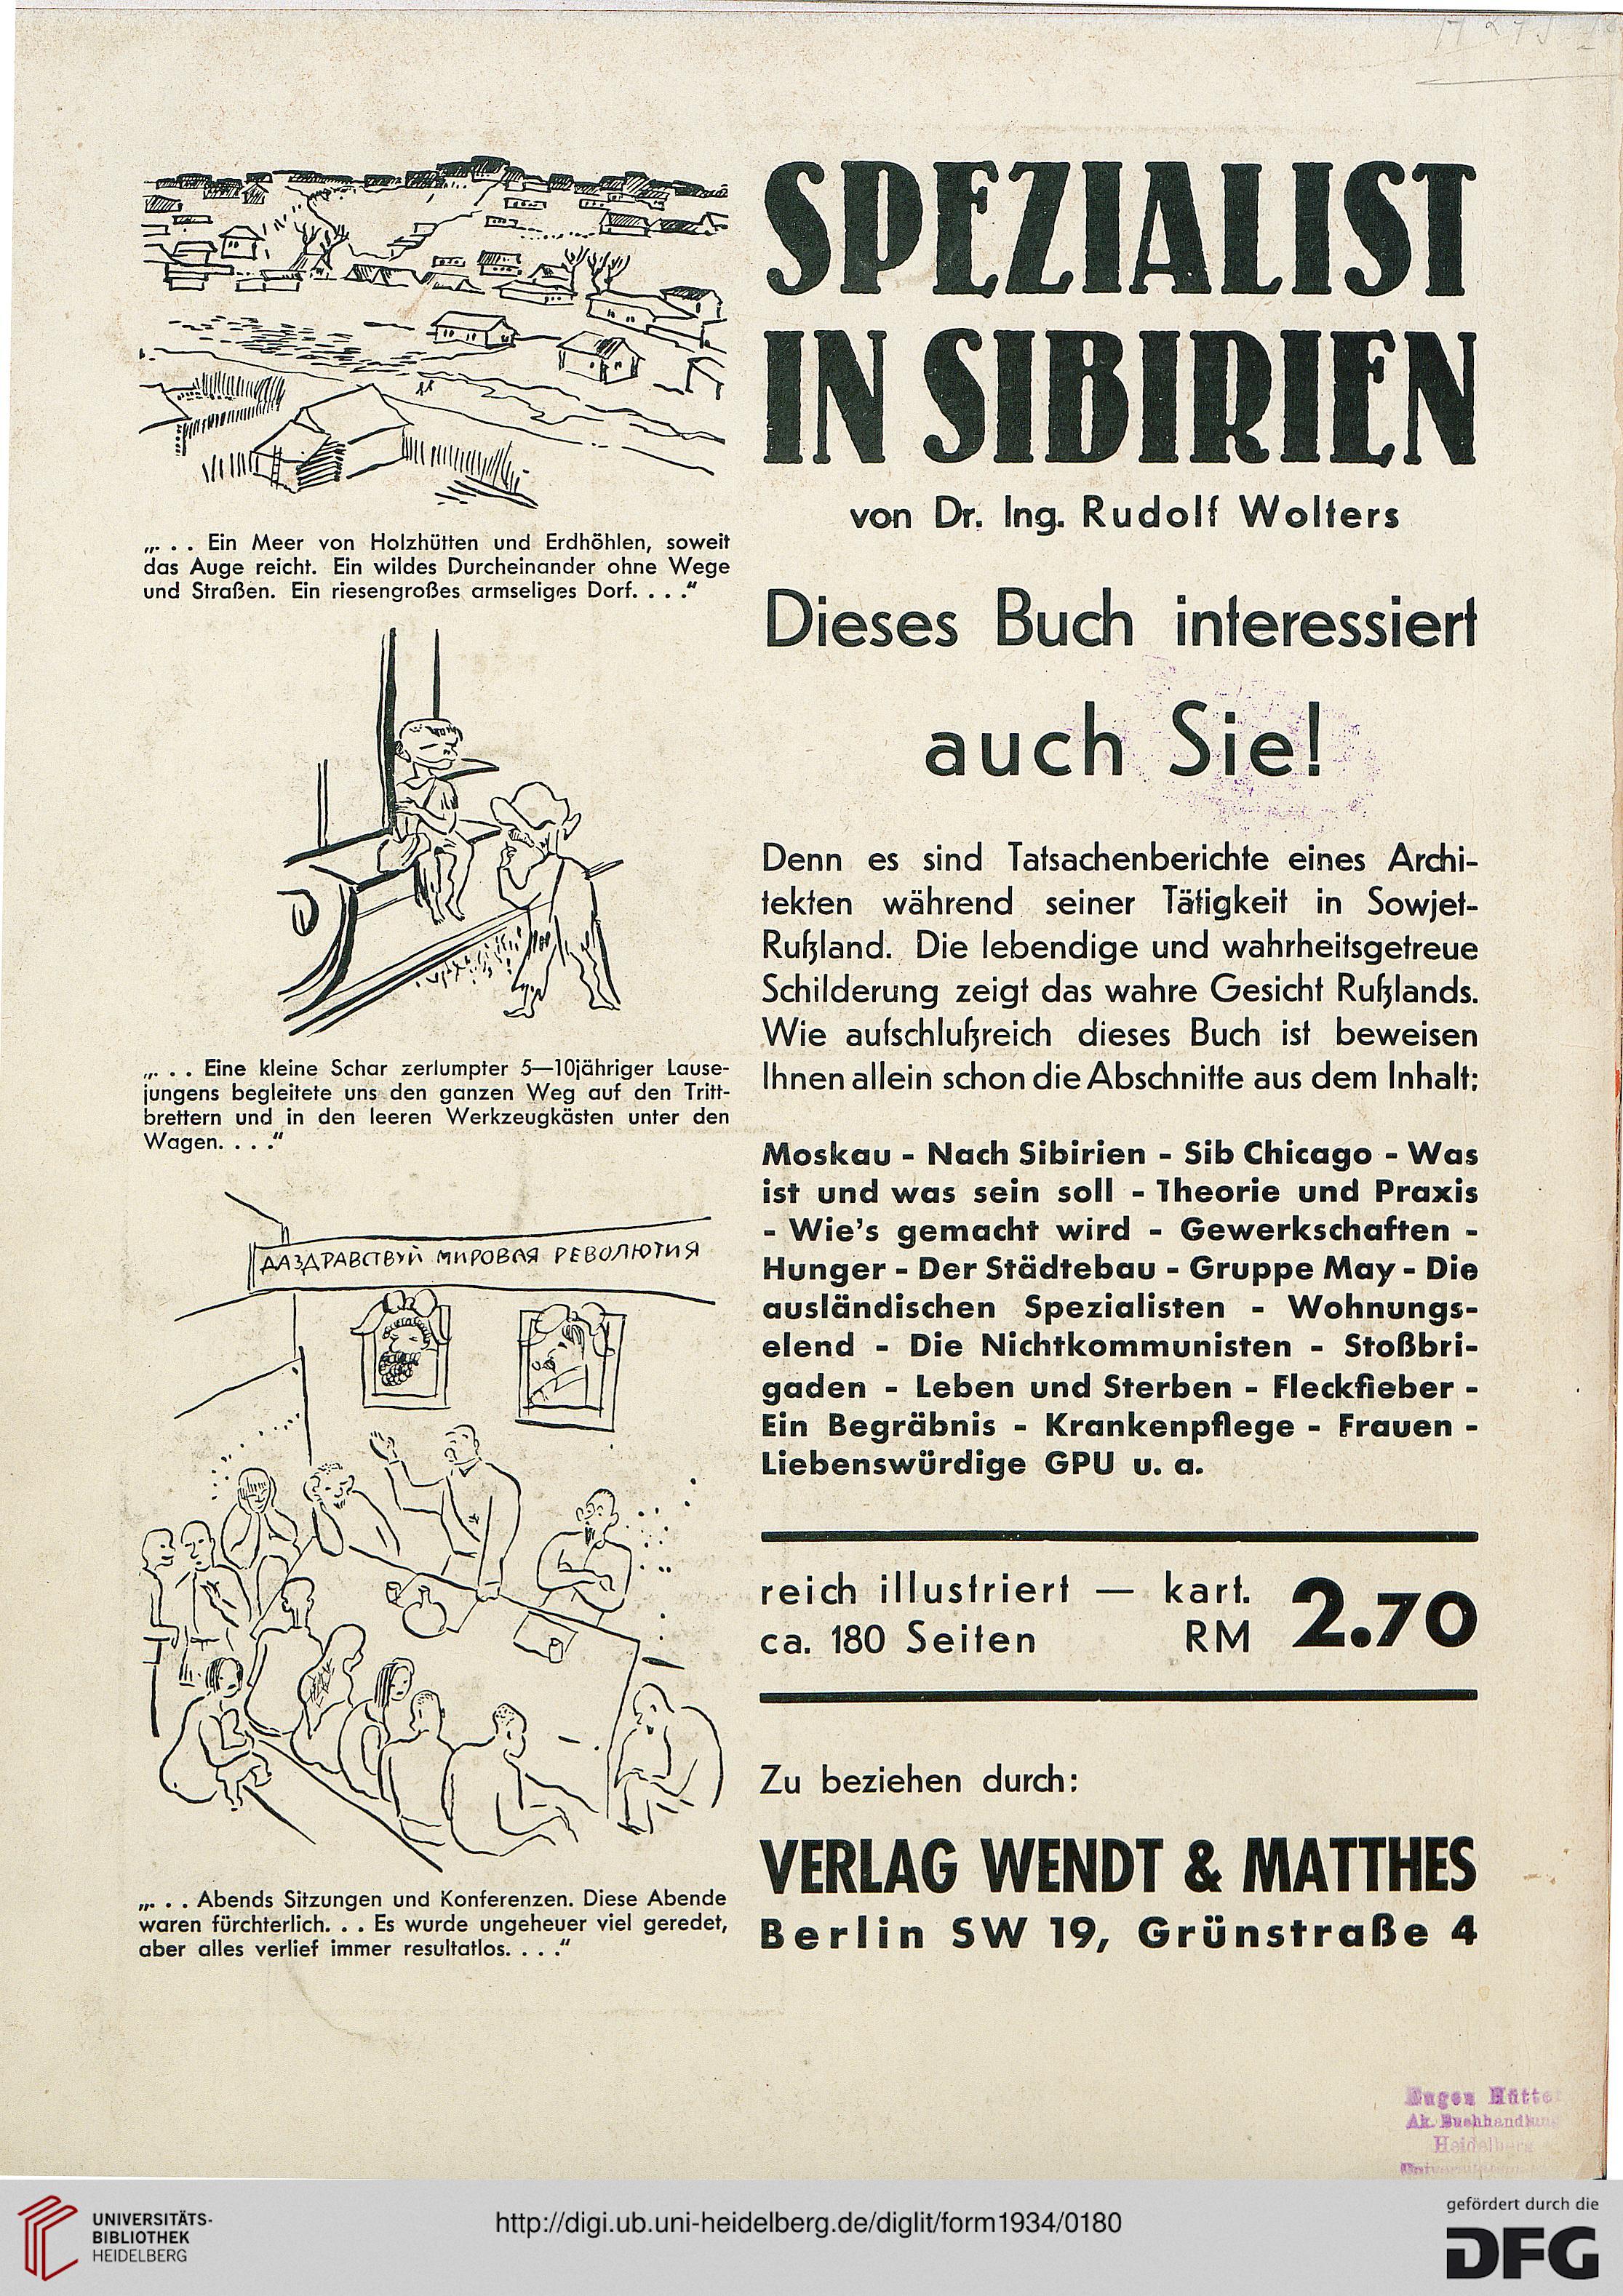 „. . . Ein Meer von Holzhütten und Erdhöhlen, soweit
das Auge reicht. Ein wildes Durcheinander ohne Wege
und Straßen. Ein riesengroßes armseliges Dorf. . . .“
„. . . Eine kleine Schar zerlumpter 5—10jähriger Lause-
jungens begleitete uns den ganzen Weg auf den Tritt-
brettern und in den leeren Werkzeugkästen unter den
Wagen. . . .“
ДАЗДРАВСТВУЙ МИРОВАЯ РЕВОЛЮТИЯ
„. . . Abends Sitzungen und Konferenzen. Diese Abende
waren fürchterlich. . . Es wurde ungeheuer viel geredet,
aber alles verlief immer resultatlos. . . .“
SPEZIALIST
IN SIBIRIEN
von Dr. Ing. Rudolf Wolters
Dieses Buch interessiert
auch Sie!
Denn es sind Tatsachenberichte eines Archi-
tekten während seiner Tätigkeit in Sowjet-
Rußland. Die lebendige und wahrheitsgetreue
Schilderung zeigt das wahre Gesicht Rußlands.
Wie aufschlußreich dieses Buch ist beweisen
Ihnen allein schon die Abschnitte aus dem Inhalt:
Moskau - Nach Sibirien - Sib Chicago - Was
ist und was sein soll - Theorie und Praxis
- Wie's gemacht wird - Gewerkschaften -
Hunger - Der Städtebau - Gruppe May - Die
ausländischen Spezialisten - Wohnungs-
elend - Die Nichtkommunisten - Stoßbri-
gaden - Leben und Sterben - Fleckfieber -
Ein Begräbnis - Krankenpflege - Frauen -
Liebenswürdige GPU u. a.
reich illustriert — kart.
ca. 180 Seiten RM 2.70
Zu beziehen durch:
VERLAG WENDT & MATTHES
Berlin SW 19, Grünstraße 4
Eugen Hütte
Ak. Buchhandlung
Heidelberg
UNIVERSITÄTS-
BIBLIOTHEK
HEIDELBERG
http://digi.ub.uni-heidelberg.de/diglit/form1934/0180
gefördert durch die
DFG